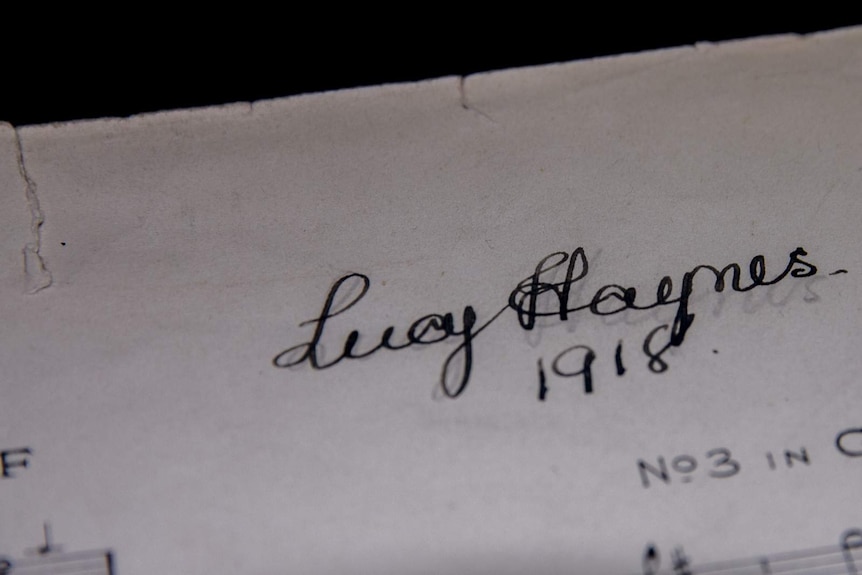 Lucy Haynes.
1918.
F
No3 IN C